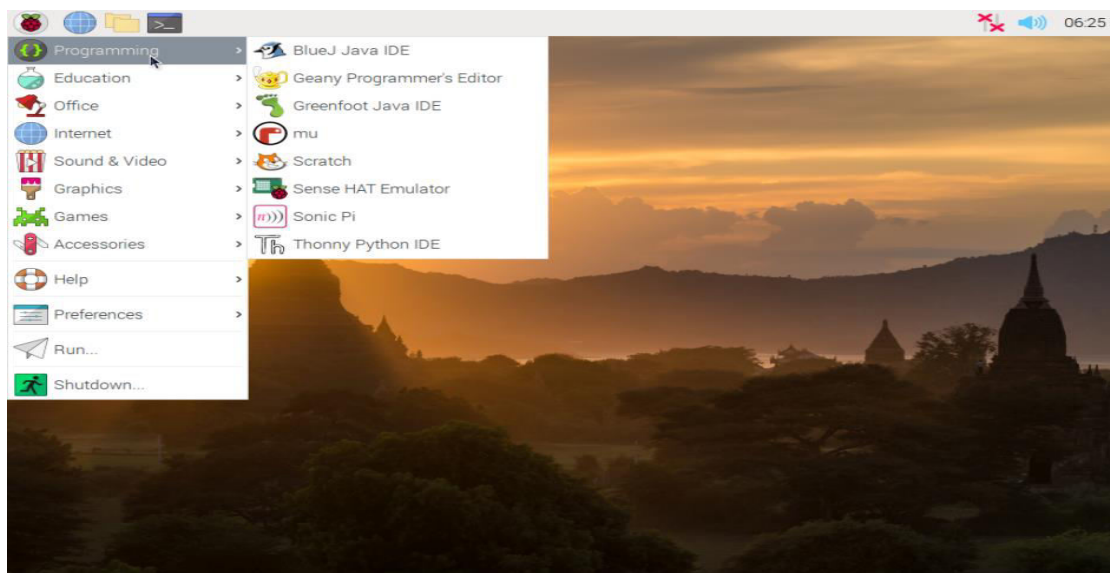 06:25
Programming
Education
Office
Internet
Sound & Video
Graphics
Games
Accessories
Help
Preferences
Run...
Shutdown...
BlueJ Java IDE
Geany Programmer's Editor
Greenfoot Java IDE
mu
Scratch
Sense HAT Emulator
Sonic Pi
Thonny Python IDE